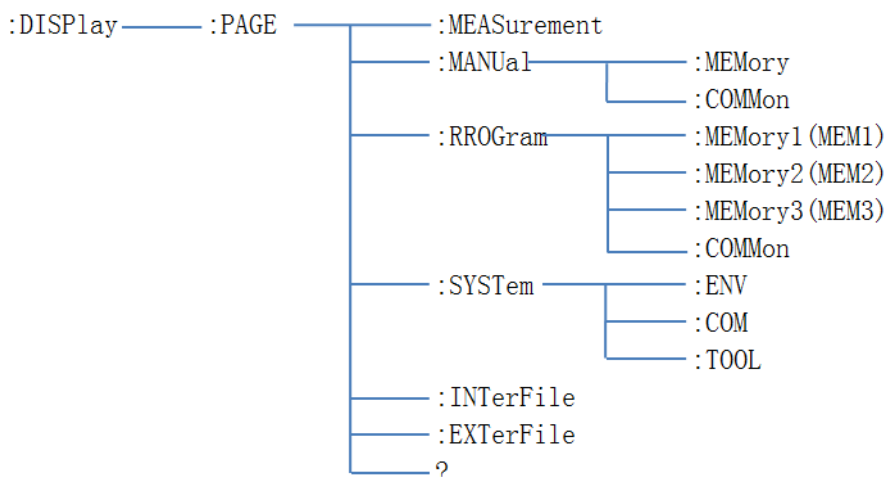 :DISPlay :PAGE :MEASurement
:MANUal :MEMory
:COMMon
:RROGram :MEMory1(MEM1)
:MEMory2(MEM2)
:MEMory3(MEM3)
:COMMon
:SYSTem :ENV
:COM
:TOOL
:INTerFile
:EXTerFile
?